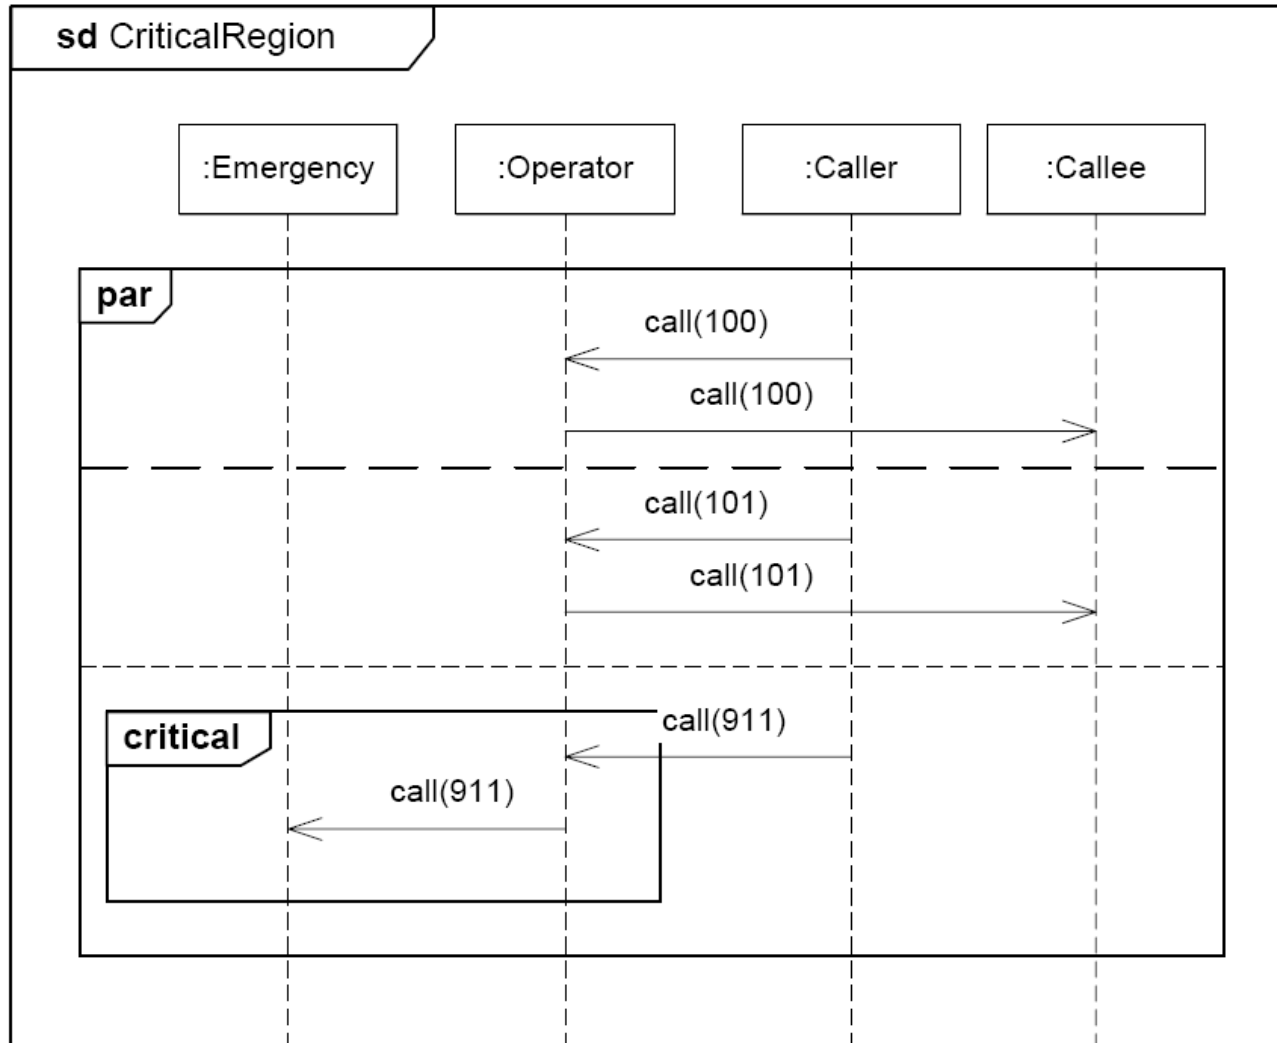 sd CriticalRegion
:Emergency
:Operator
:Caller
:Callee
par
call(100)
call(100)
call(101)
call(101)
call(911)
critical
call(911)